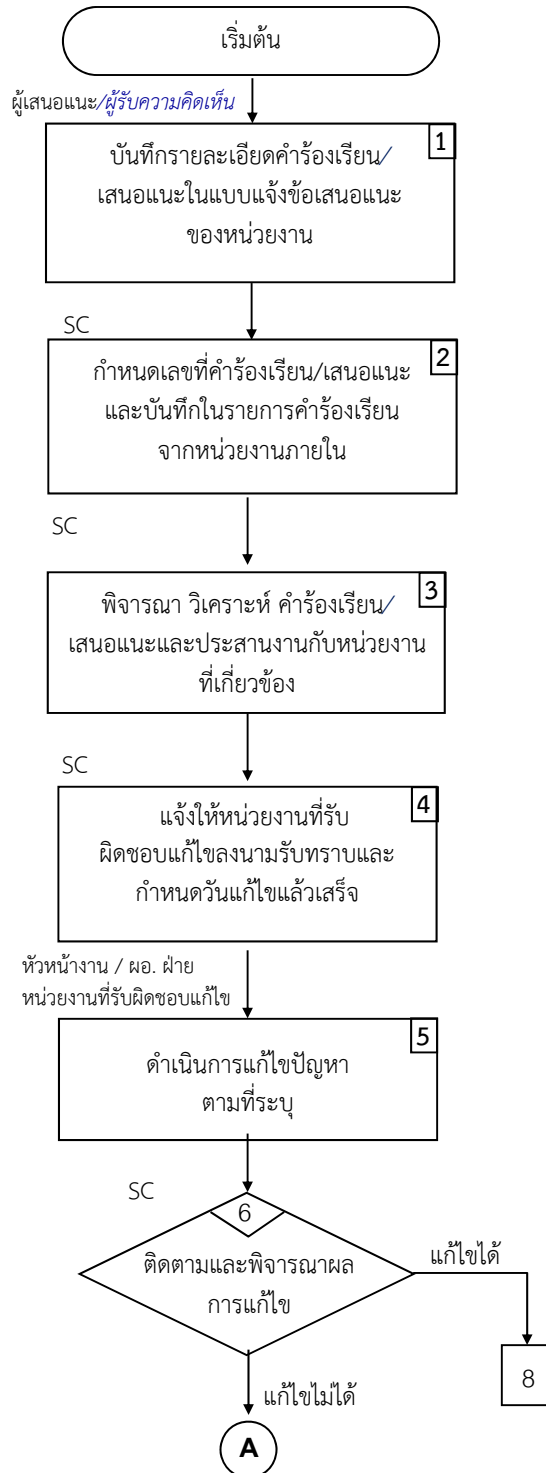 เริ่มต้น
ผู้เสนอแนะ/ผู้รับความคิดเห็น
1
บันทึกรายละเอียดคำร้องเรียน/
เสนอแนะในแบบแจ้งข้อเสนอแนะ
ของหน่วยงาน
SC
2
กำหนดเลขที่คำร้องเรียน/เสนอแนะ
และบันทึกในรายการคำร้องเรียน
จากหน่วยงานภายใน
SC
3
พิจารณา วิเคราะห์ คำร้องเรียน/
เสนอแนะและประสานงานกับหน่วยงาน
ที่เกี่ยวข้อง
SC
4
แจ้งให้หน่วยงานที่รับ
ผิดชอบแก้ไขลงนามรับทราบและ
กำหนดวันแก้ไขแล้วเสร็จ
หัวหน้างาน / ผอ. ฝ่าย
หน่วยงานที่รับผิดชอบแก้ไข
5
ดำเนินการแก้ไขปัญหา
ตามที่ระบุ
SC
6
ติดตามและพิจารณาผล
การแก้ไข
แก้ไขได้
8
แก้ไขไม่ได้
A